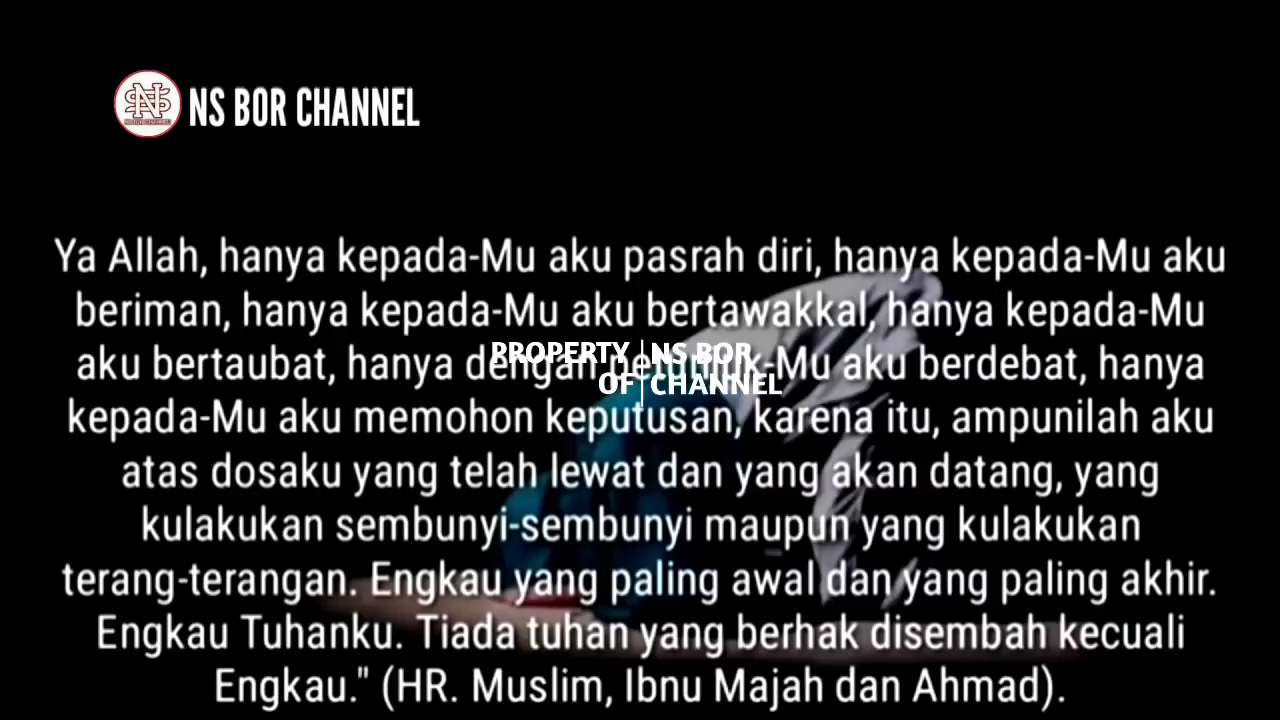 NS BOR CHANNEL
Ya Allah, hanya kepada-Mu aku pasrah diri, hanya kepada-Mu aku
beriman, hanya kepada-Mu aku bertawakkal, hanya kepada-Mu
aku bertaubat, hanya dengan petunjuk-Mu aku berdebat, hanya
PROPERTY OF | NS BOR CHANNEL
kepada-Mu aku memohon keputusan, karena itu, ampunilah aku
atas dosaku yang telah lewat dan yang akan datang, yang
kulakukan sembunyi-sembunyi maupun yang kulakukan
terang-terangan. Engkau yang paling awal dan yang paling akhir.
Engkau Tuhanku. Tiada tuhan yang berhak disembah kecuali
Engkau." (HR. Muslim, Ibnu Majah dan Ahmad).